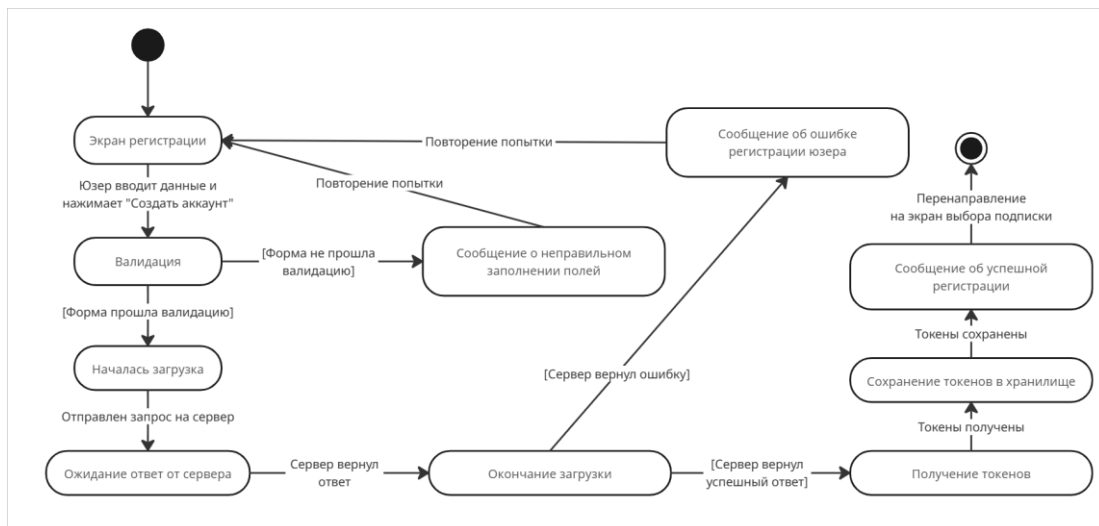 Экран регистрации
Юзер вводит данные и
нажимает "Создать аккаунт"
Валидация
[Форма не прошла
валидацию]
Сообщение о неправильном
заполнении полей
Повторение попытки
Повторение попытки
Сообщение об ошибке
регистрации юзера
[Форма прошла валидацию]
Началась загрузка
Отправлен запрос на сервер
Ожидание ответ от сервера
Сервер вернул
ответ
Окончание загрузки
[Сервер вернул ошибку]
[Сервер вернул
успешный ответ]
Получение токенов
Токены получены
Сохранение токенов в хранилище
Токены сохранены
Сообщение об успешной
регистрации
Перенаправление
на экран выбора подписки